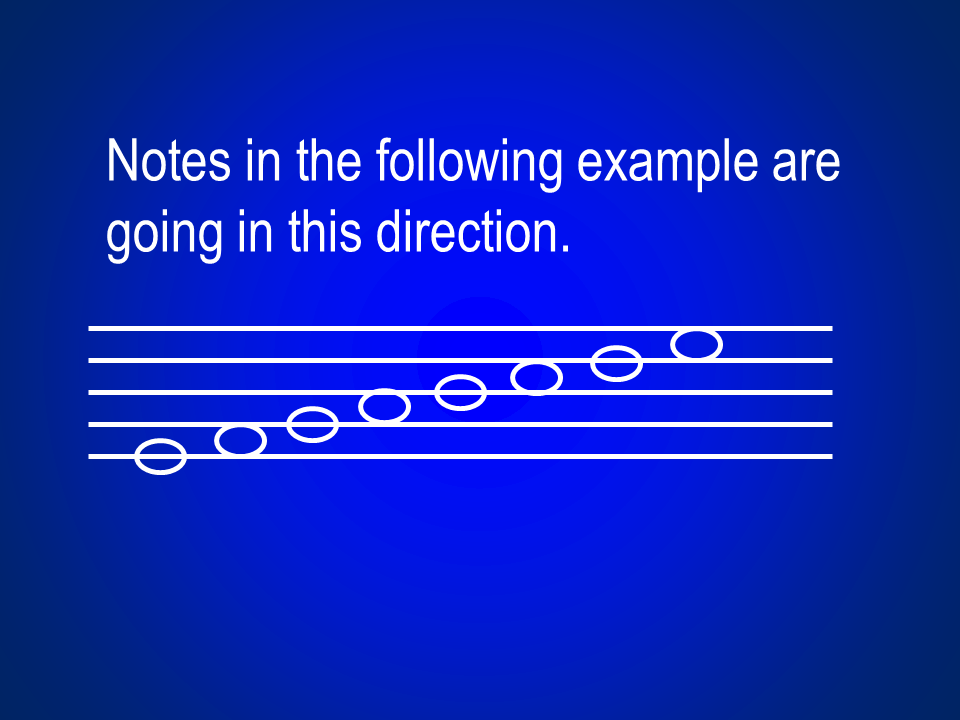 Notes in the following example are
going in this direction.